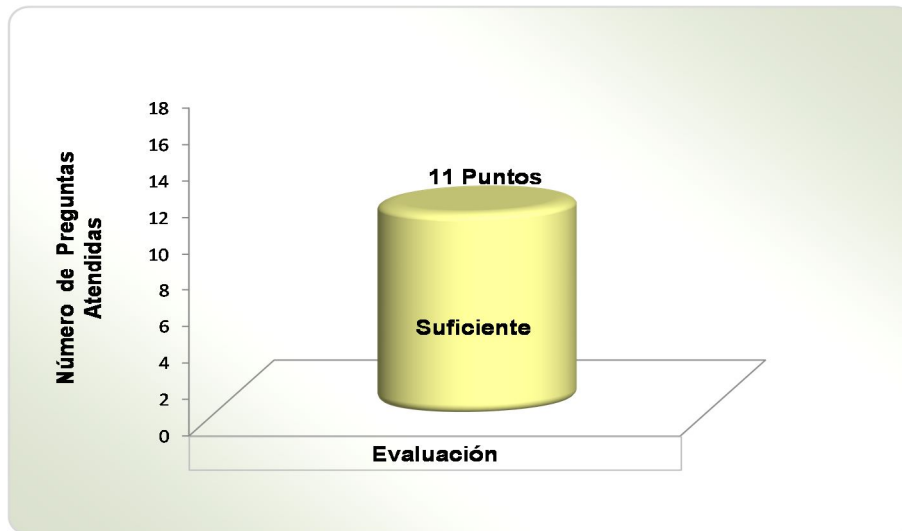 18
16
14
12
10
8
6
4
2
0
Número de Preguntas
Atendidas
11 Puntos
Suficiente
Evaluación